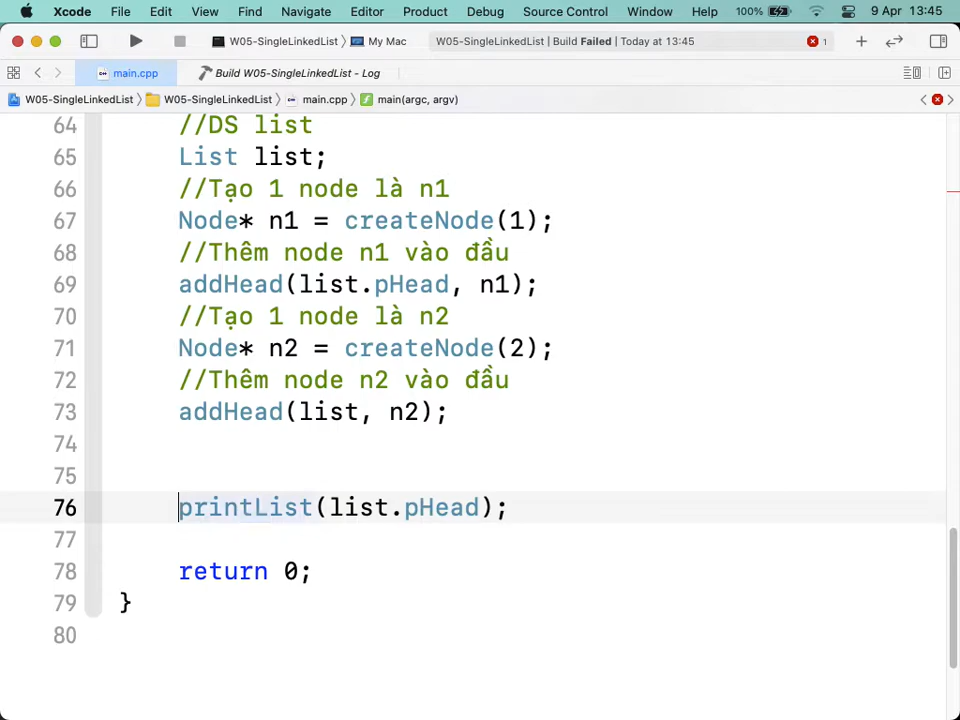 Xcode File Edit View Find Navigate Editor Product Debug Source Control Window Help 100% 9 Apr 13:45
W05-SingleLinkedList 〉 My Mac W05-SingleLinkedList | Build Failed | Today at 13:45 1
main.cpp Build W05-SingleLinkedList - Log
W05-SingleLinkedList 〉 W05-SingleLinkedList 〉 main.cpp 〉 main(argc, argv)
64 //DS list
65 List list;
66 //Tạo 1 node là n1
67 Node* n1 = createNode(1);
68 //Thêm node n1 vào đầu
69 addHead(list.pHead, n1);
70 //Tạo 1 node là n2
71 Node* n2 = createNode(2);
72 //Thêm node n2 vào đầu
73 addHead(list, n2);
74
75
76 printList(list.pHead);
77
78 return 0;
79 }
80